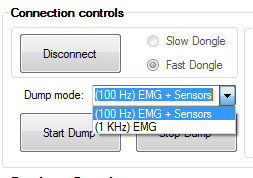 Connection controls
Disconnect
Slow Dongle
Fast Dongle
Dump mode: (100 Hz) EMG + Sensors
(100 Hz) EMG + Sensors
(1 KHz) EMG
Start Dump
Stop Dump